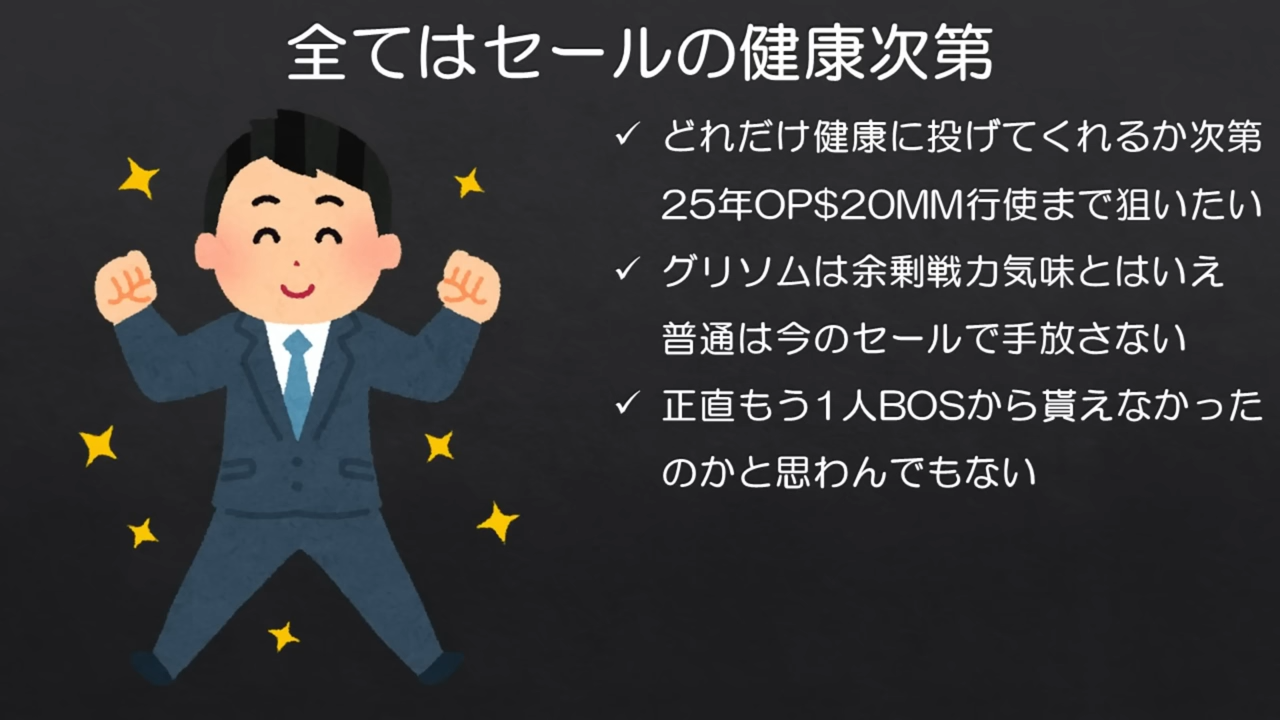 全てはセールの健康次第
✓ どれだけ健康に投げてくれるか次第
25年OP$20MM行使まで狙いたい
✓ グリソムは余剰戦力気味とはいえ
普通は今のセールで手放さない
✓ 正直もう1人BOSから貰えなかった
のかと思わんでもない